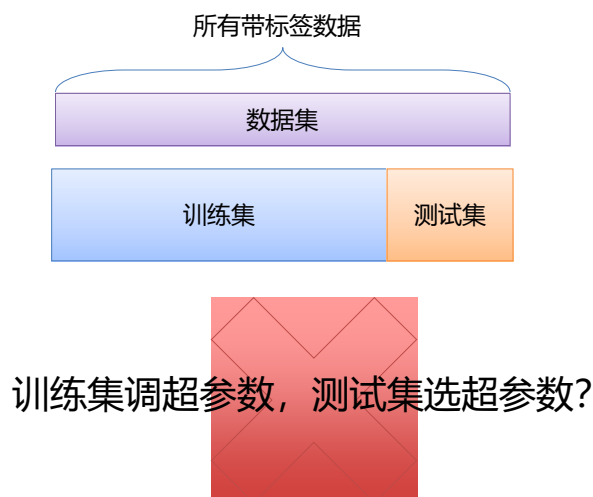 所有带标签数据
数据集
训练集 测试集
训练集调超参数，测试集选超参数？